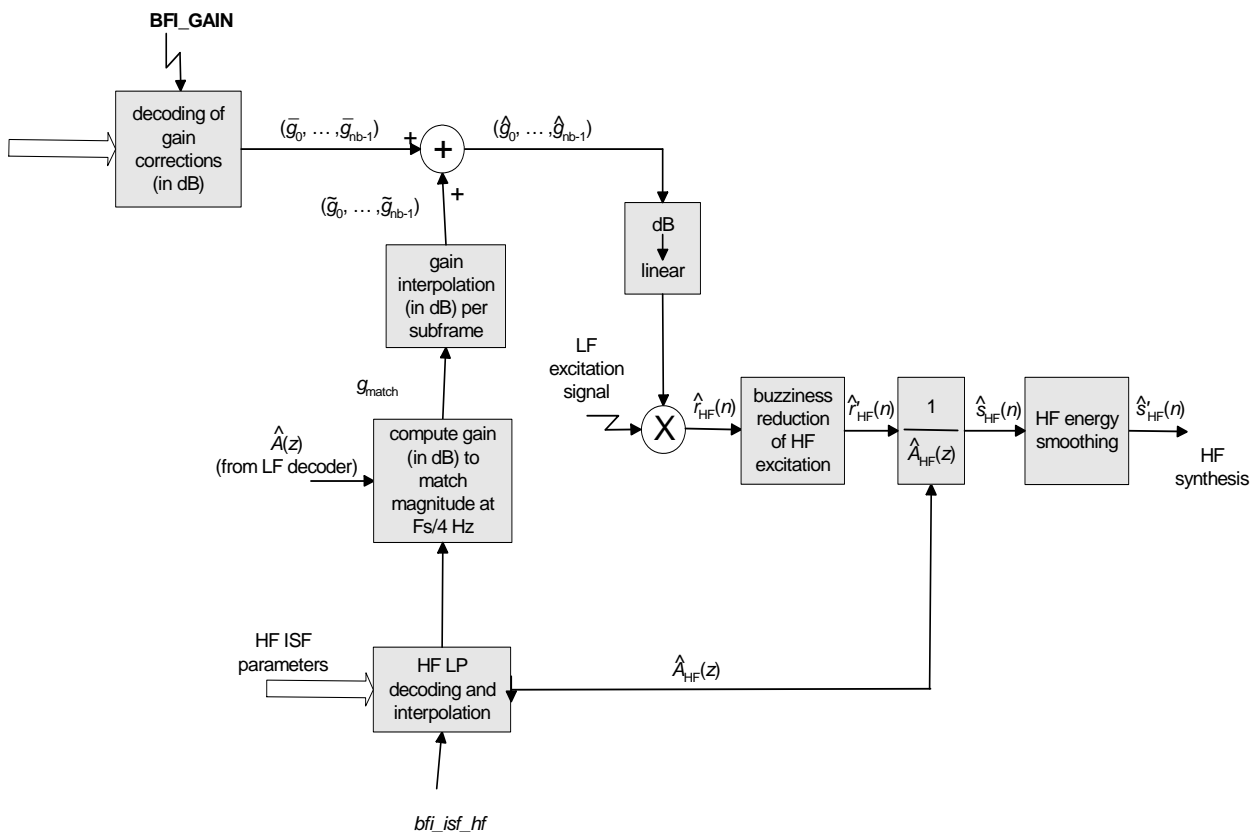 BFI_GAIN
decoding of
gain
corrections
(in dB)
(g̅₀, … ,g̅nb-1)
+
+
(ĝ₀, … ,ĝnb-1)
+
(g̃₀, … ,g̃nb-1)
dB
linear
gain
interpolation
(in dB) per
subframe
LF
excitation
signal
gmatch
X
r̂HF(n)
buzziness
reduction
of HF
excitation
r̂'HF(n)
1
ÂHF(z)
ŝHF(n)
HF energy
smoothing
ŝ'HF(n)
HF
synthesis
Â(z)
(from LF decoder)
compute gain
(in dB) to
match
magnitude at
Fs/4 Hz
HF ISF
parameters
HF LP
decoding and
interpolation
ÂHF(z)
bfi_isf_hf